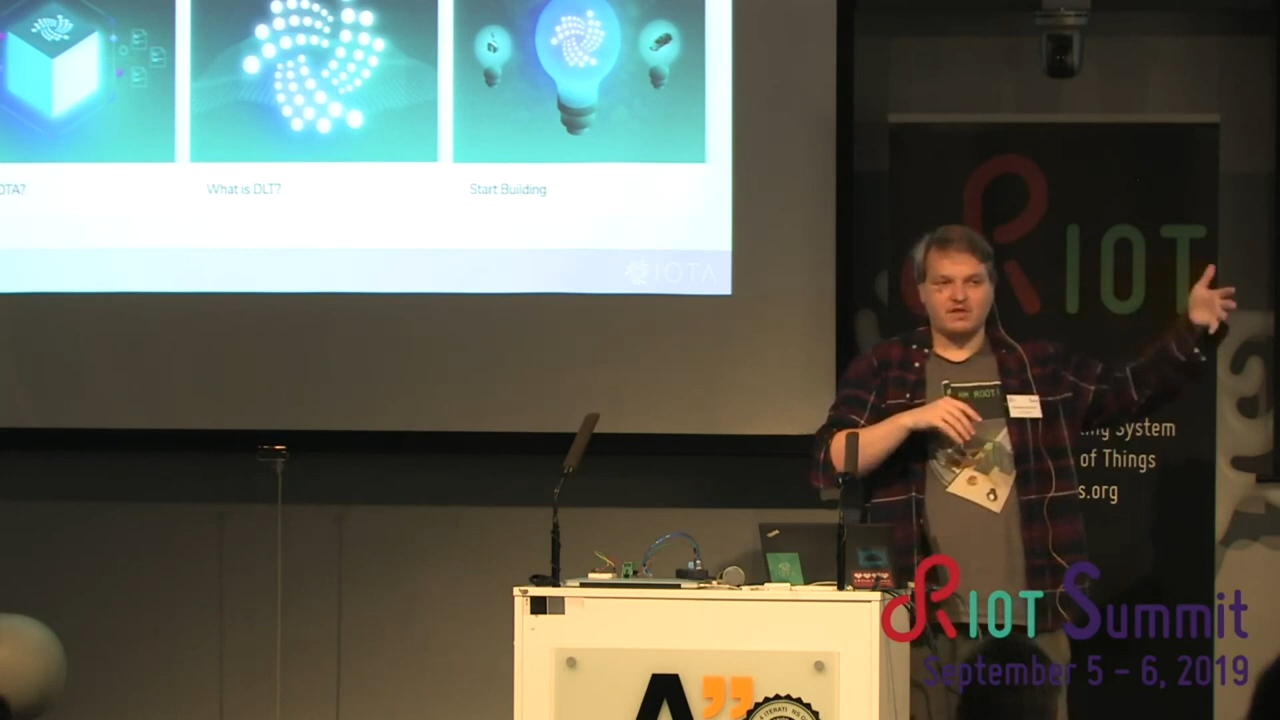 OTA?
What is DLT?
Start Building
IOTA
RIOT
I AM ROOT!
ing System
of Things
s.org
RIOT Summit
September 5 - 6, 2019
A"